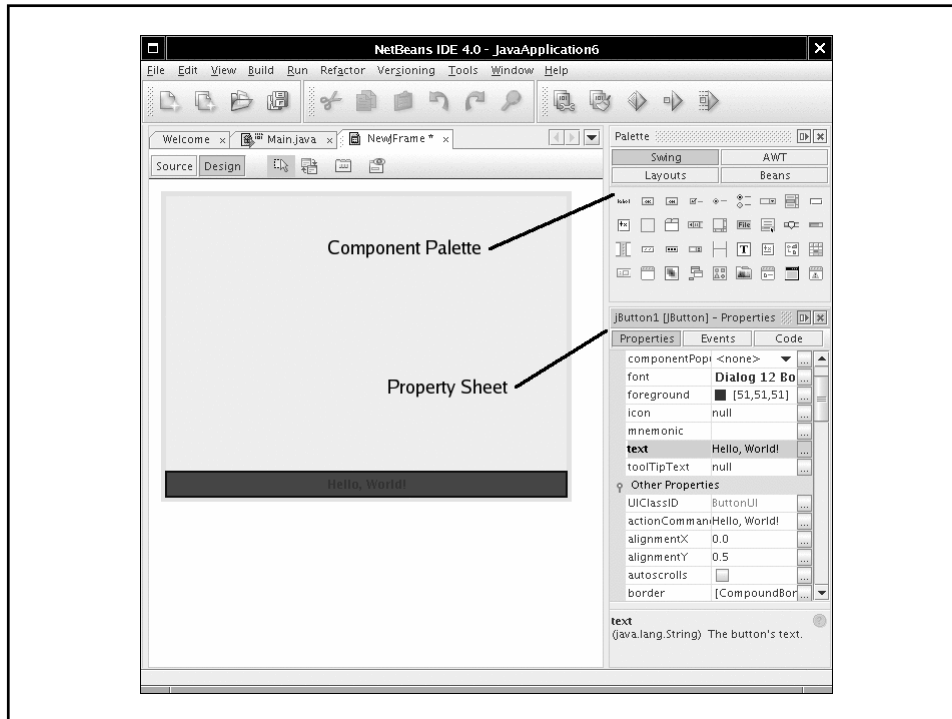 NetBeans IDE 4.0 - JavaApplication6
File Edit View Build Run Refactor Versioning Tools Window Help
Welcome x Main.java x NewJFrame * x
Source Design
Component Palette
Property Sheet
Hello, World!
Palette
Swing AWT
Layouts Beans
label
File
T
jButton1 [JButton] - Properties
Properties Events Code
componentPop <none> ...
font Dialog 12 Bo ...
foreground [51,51,51] ...
icon null ...
mnemonic ...
text Hello, World! ...
toolTipText null ...
Other Properties
UIClassID ButtonUI ...
actionComman Hello, World! ...
alignmentX 0.0 ...
alignmentY 0.5 ...
autoscrolls ...
border [CompoundBor ...
text
(java.lang.String) The button's text.